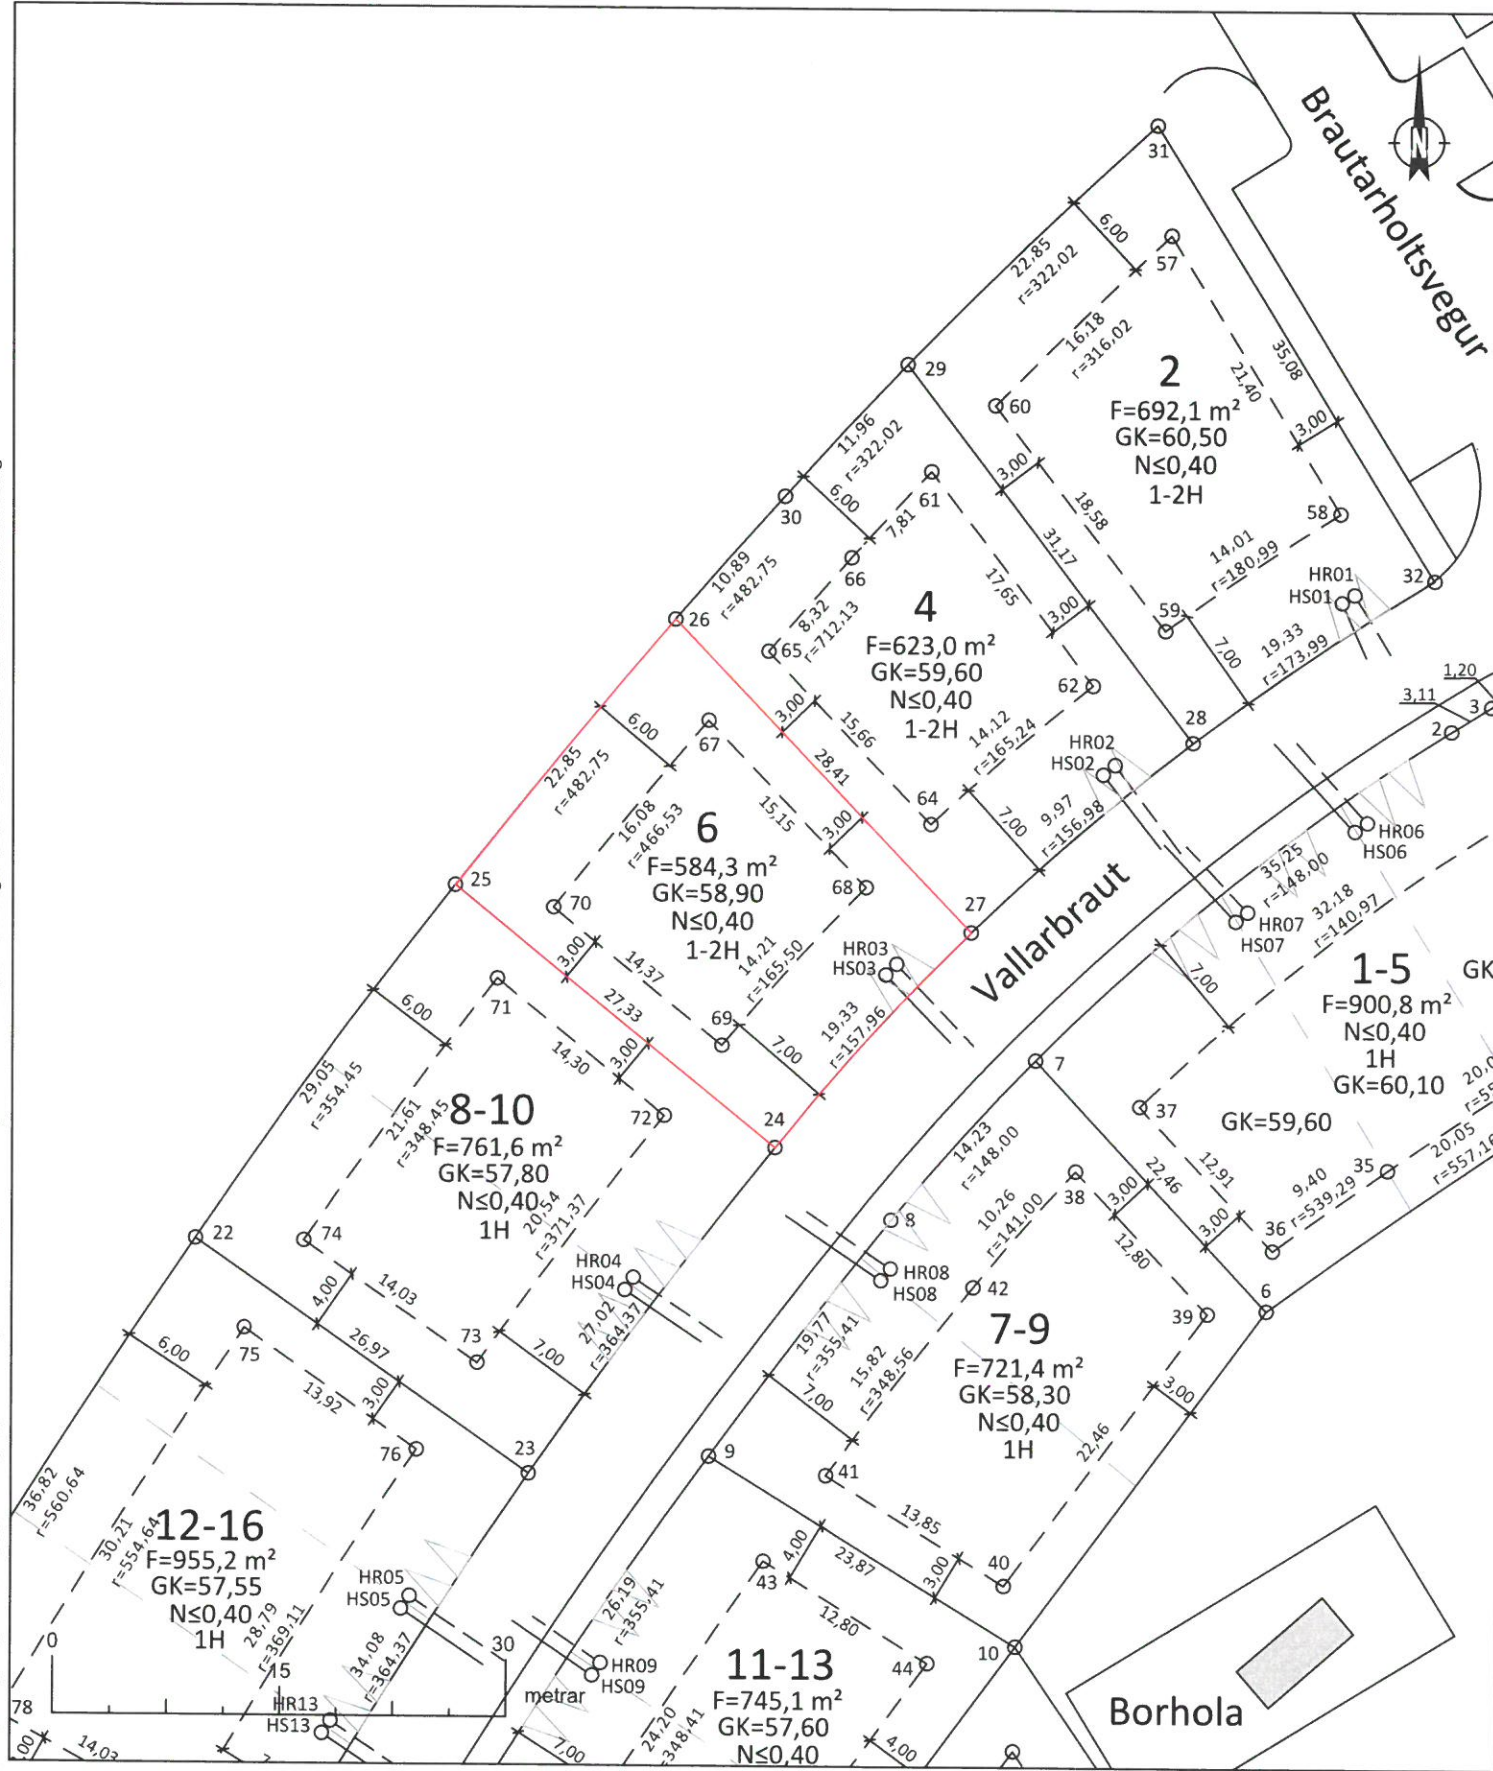 Brautarholtsvegur
N
31
6,00
57
22,85
r=322,02
16,18
r=316,02
35,08
21,40
29
60
2
F=692,1 m²
GK=60,50
N≤0,40
1-2H
3,00
11,96
r=322,02
3,00
61
6,00
30
7,81
18,58
58
31,17
14,01
r=180,99
66
10,89
r=482,75
17,65
HR01
HS01
32
26
8,32
r=712,13
4
F=623,0 m²
GK=59,60
N≤0,40
1-2H
3,00
59
65
7,00
19,33
r=173,99
62
1,20
3,11
3
2
6,00
67
3,00
15,66
14,12
r=165,24
28
HR02
HS02
22,85
r=482,75
28,41
16,08
r=466,53
15,15
64
7,00
9,97
r=156,98
HR06
HS06
6
F=584,3 m²
GK=58,90
N≤0,40
1-2H
3,00
35,25
r=148,00
25
68
32,18
r=140,97
70
27
HR07
HS07
Vallarbraut
3,00
14,37
14,21
r=165,50
HR03
HS03
7,00
1-5
F=900,8 m²
N≤0,40
1H
GK=60,10
GK
6,00
71
27,33
69
19,33
r=157,96
7,00
14,30
3,00
7
29,05
r=354,45
21,61
r=348,45
8-10
F=761,6 m²
GK=57,80
N≤0,40
1H
72
24
37
GK=59,60
14,23
r=148,00
12,91
20,05
r=557,16
35
9,40
r=539,29
38
22,46
3,00
10,26
r=141,00
22
74
20,54
r=371,37
8
3,00
36
12,80
HR04
HS04
HR08
HS08
4,00
14,03
42
6
39
27,02
r=364,37
19,77
r=355,41
7-9
F=721,4 m²
GK=58,30
N≤0,40
1H
75
73
6,00
26,97
7,00
15,82
r=348,56
7,00
3,00
13,92
3,00
22,46
76
23
9
41
36,82
r=560,64
30,21
r=554,64
12-16
F=955,2 m²
GK=57,55
N≤0,40
1H
13,85
4,00
23,87
HR05
HS05
43
3,00
40
28,79
r=369,11
26,19
r=355,41
12,80
0
15
30
metrar
34,08
r=364,37
10
HR09
HS09
11-13
F=745,1 m²
GK=57,60
N≤0,40
44
78
HR13
HS13
24,20
7,00
4,00
14,03
Borhola